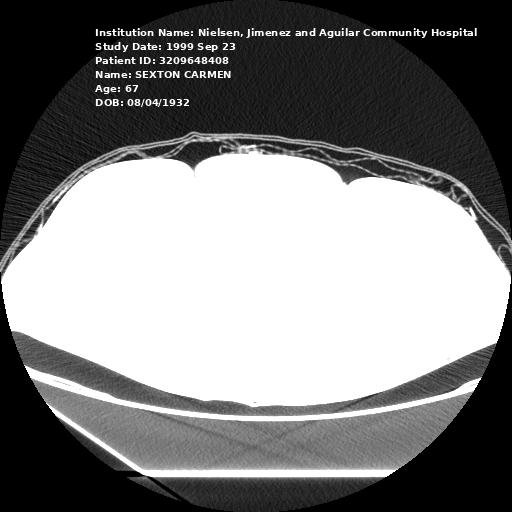 Institution Name: Nielsen, Jimenez and Aguilar Community Hospital
Study Date: 1999 Sep 23
Patient ID: 3209648408
Name: SEXTON CARMEN
Age: 67
DOB: 08/04/1932